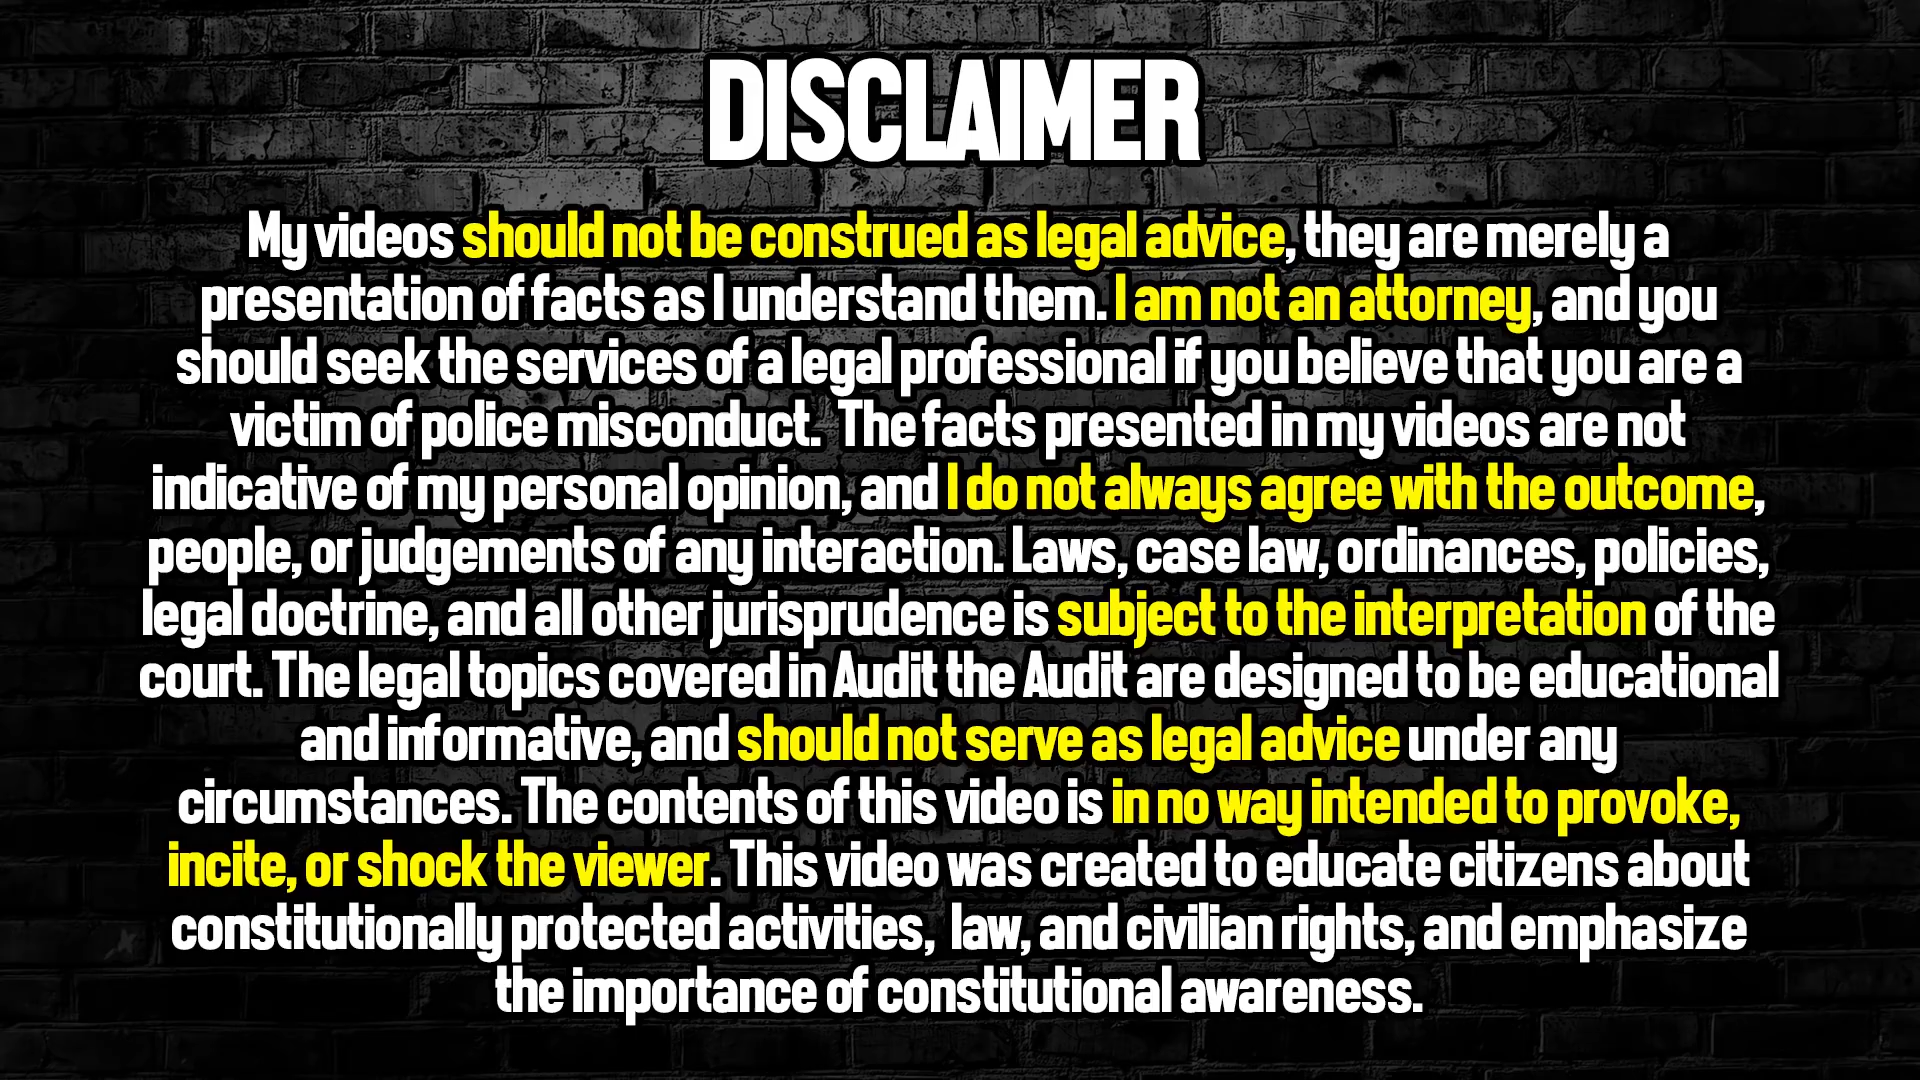 DISCLAIMER
My videos should not be construed as legal advice, they are merely a
presentation of facts as I understand them. I am not an attorney, and you
should seek the services of a legal professional if you believe that you are a
victim of police misconduct.  The facts presented in my videos are not
indicative of my personal opinion, and I do not always agree with the outcome,
people, or judgements of any interaction. Laws, case law, ordinances, policies,
legal doctrine, and all other jurisprudence is subject to the interpretation of the
court. The legal topics covered in Audit the Audit are designed to be educational
and informative, and should not serve as legal advice under any
circumstances. The contents of this video is in no way intended to provoke,
incite, or shock the viewer. This video was created to educate citizens about
constitutionally protected activities,  law, and civilian rights, and emphasize
the importance of constitutional awareness.